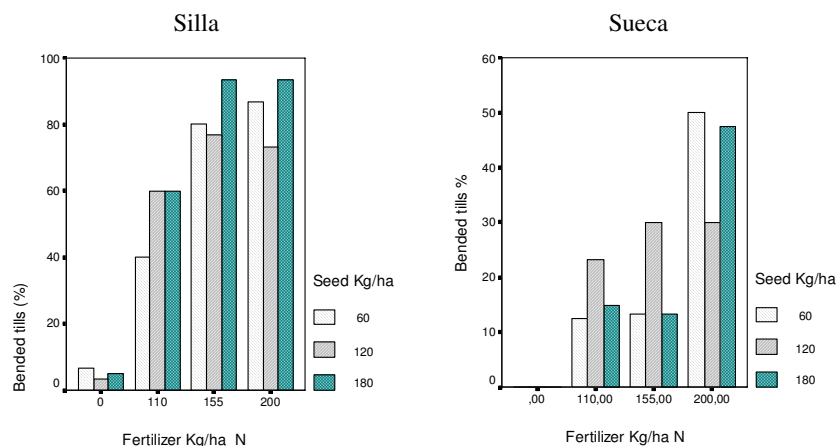 Silla
Bended tills (%)
100
80
60
40
20
0
0 110 155 200
Fertilizer Kg/ha N
Seed Kg/ha
60
120
180
Sueca
Bended tills %
60
50
40
30
20
10
0
,00 110,00 155,00 200,00
Fertilizer Kg/ha N
Seed Kg/ha
60
120
180